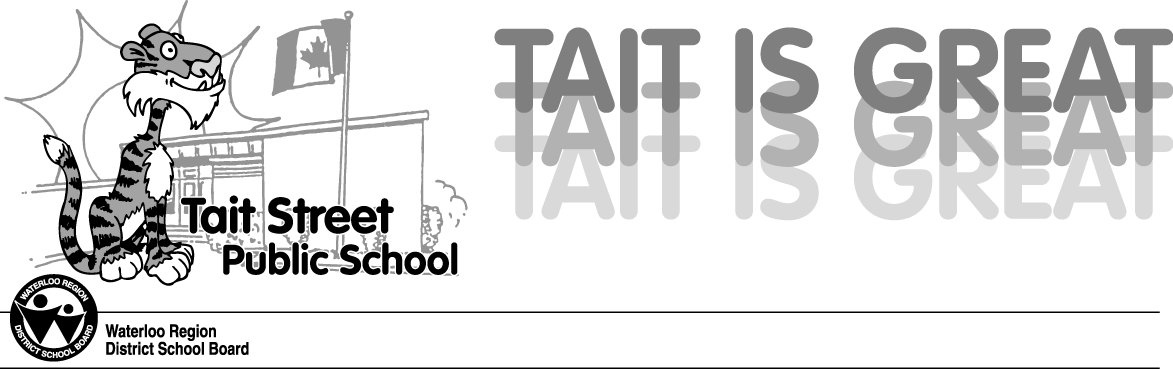 TAIT IS GREAT
TAIT IS GREAT
TAIT IS GREAT
Tait Street
Public School
WATERLOO REGION
DISTRICT SCHOOL BOARD
Waterloo Region
District School Board